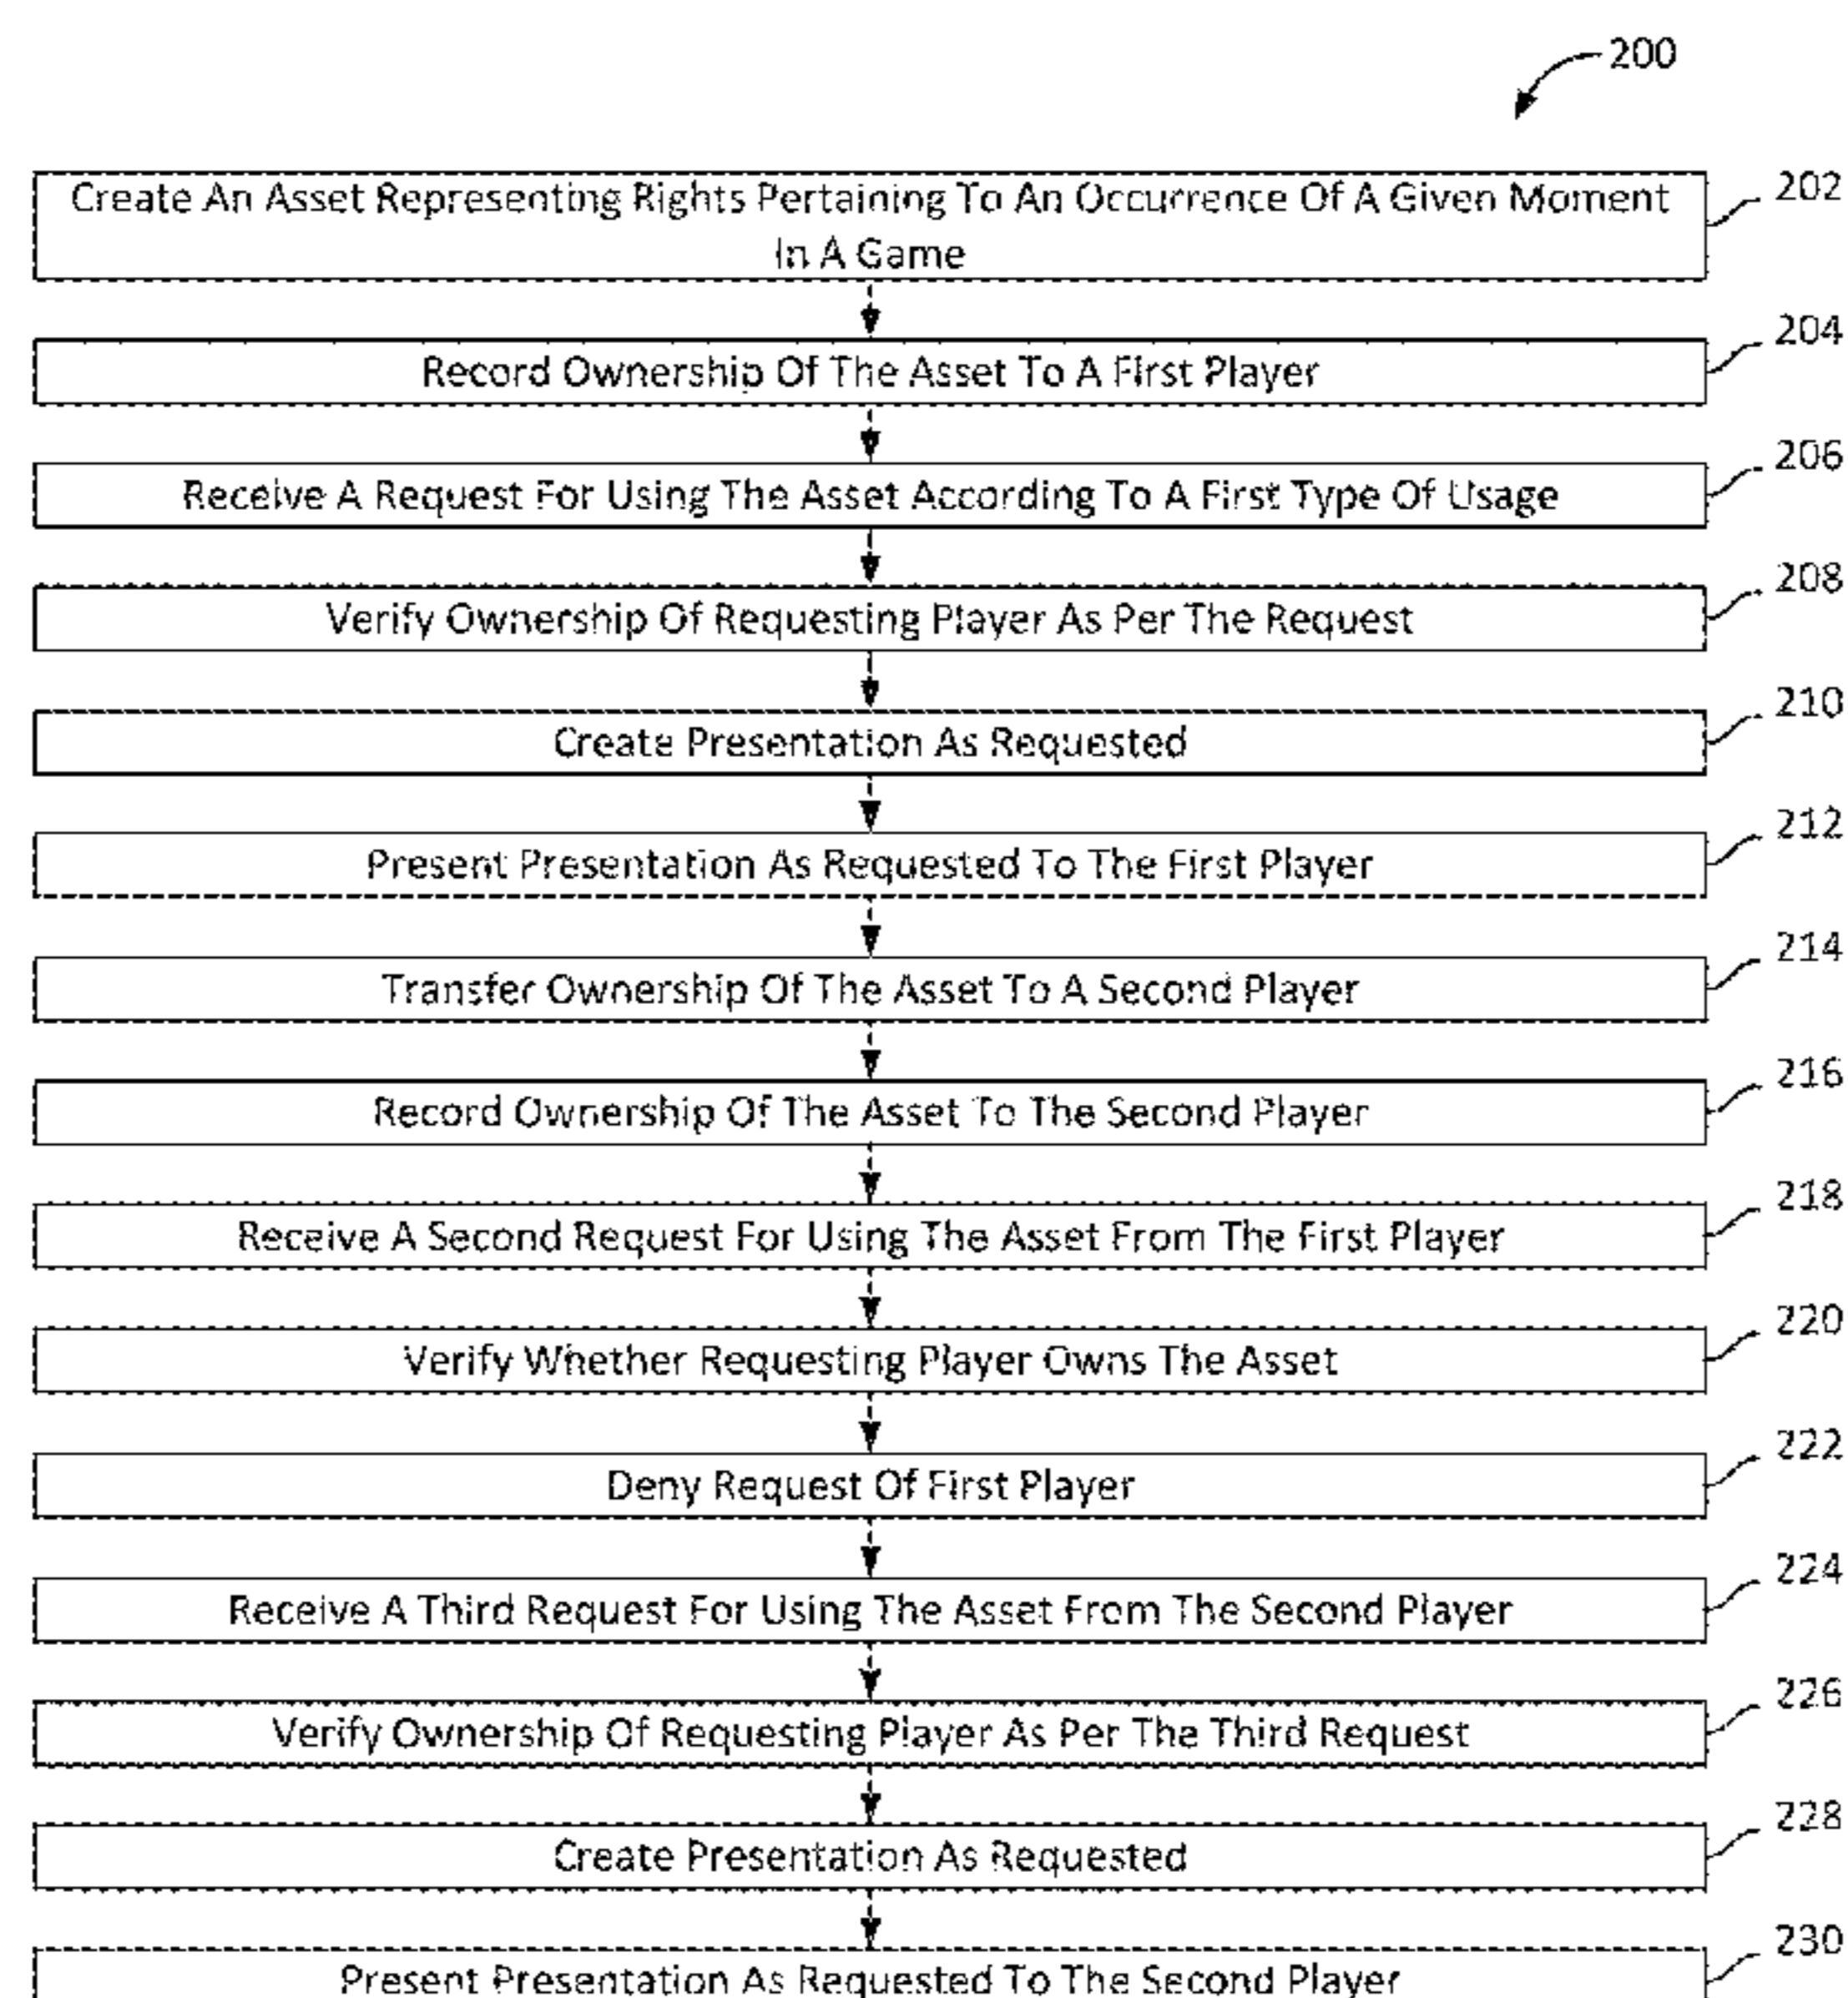 200
Create An Asset Representing Rights Pertaining To An Occurrence Of A Given Moment
In A Game
202
Record Ownership Of The Asset To A First Player
204
Receive A Request For Using The Asset According To A First Type Of Usage
206
Verify Ownership Of Requesting Player As Per The Request
208
Create Presentation As Requested
210
Present Presentation As Requested To The First Player
212
Transfer Ownership Of The Asset To A Second Player
214
Record Ownership Of The Asset To The Second Player
216
Receive A Second Request For Using The Asset From The First Player
218
Verify Whether Requesting Player Owns The Asset
220
Deny Request Of First Player
222
Receive A Third Request For Using The Asset From The Second Player
224
Verify Ownership Of Requesting Player As Per The Third Request
226
Create Presentation As Requested
228
Present Presentation As Requested To The Second Player
230